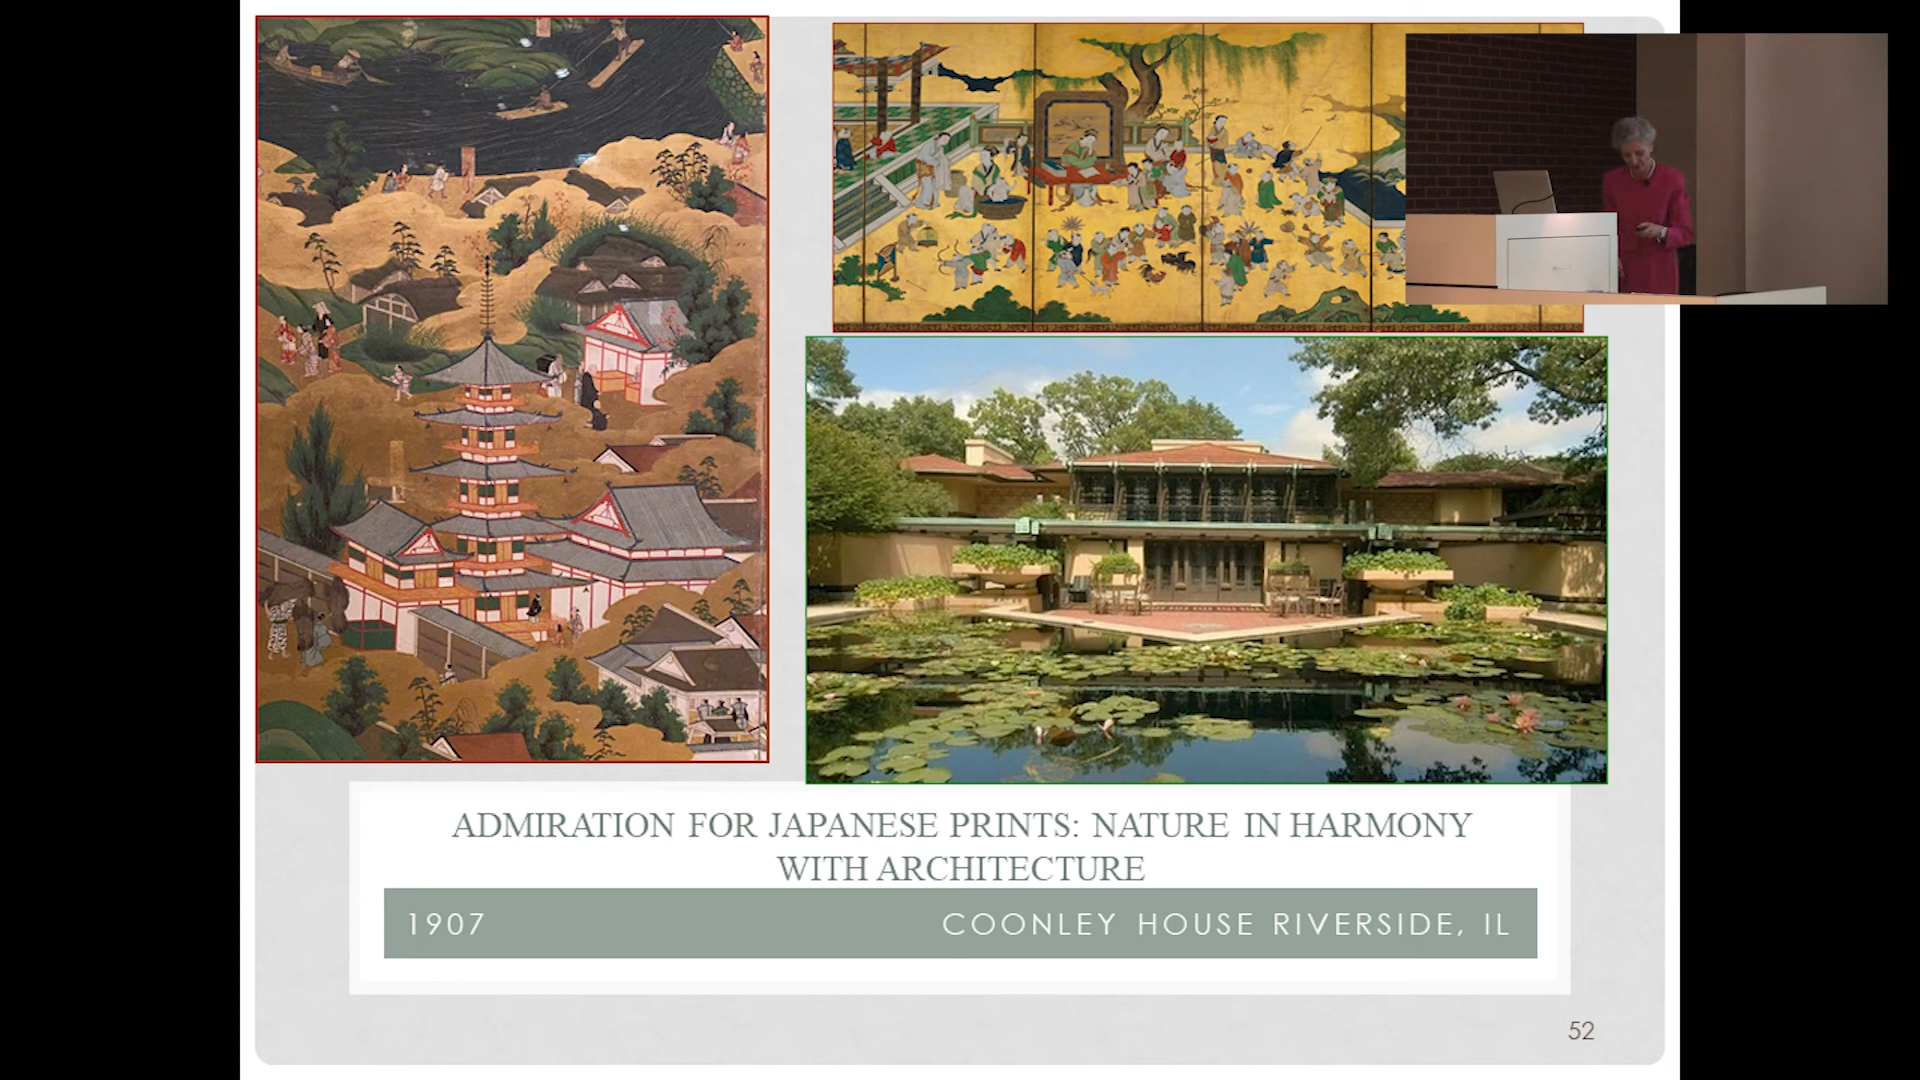 ADMIRATION FOR JAPANESE PRINTS: NATURE IN HARMONY
WITH ARCHITECTURE
1907
COONLEY HOUSE RIVERSIDE, IL
52